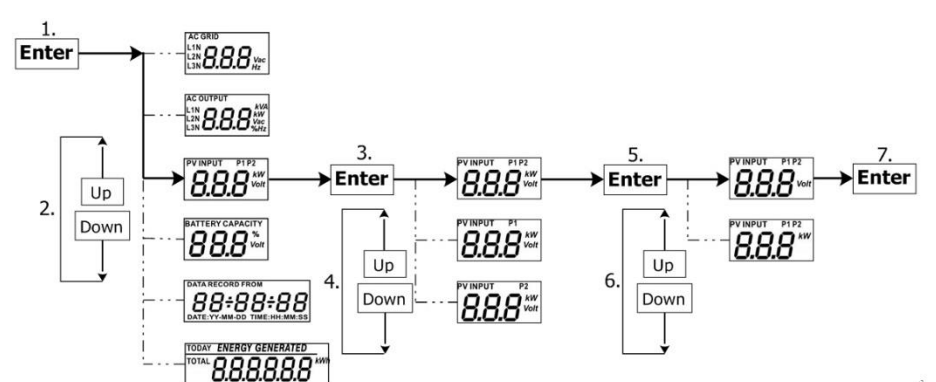 1.
Enter
AC GRID
L1N
L2N
L3N
8.8.8
Vac
Hz
AC OUTPUT
L1N
L2N
L3N
8.8.8
kVA
kW
Vac
%Hz
2.
Up
Down
PV INPUT P1 P2
8.8.8
kW
Volt
BATTERY CAPACITY
88.8
%
Volt
DATA RECORD FROM
88÷88÷88
DATE:YY-MM-DD TIME:HH:MM:SS
TODAY ENERGY GENERATED
TOTAL
8.8.8.8.8.8
kWh
3.
Enter
4.
Up
Down
PV INPUT P1 P2
8.8.8
kW
Volt
PV INPUT P1
8.8.8
kW
Volt
PV INPUT P2
8.8.8
kW
Volt
5.
Enter
6.
Up
Down
PV INPUT P1 P2
8.8.8
Volt
PV INPUT P1 P2
8.8.8
kW
7.
Enter